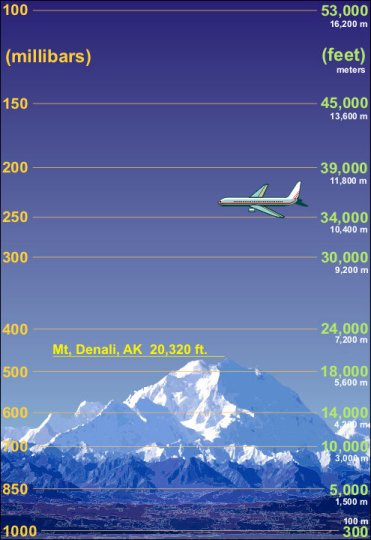 100 53,000
16,200 m
(millibars) (feet)
meters
150 45,000
13,600 m
200 39,000
11,800 m
250 34,000
10,400 m
300 30,000
9,200 m
400 24,000
7,200 m
Mt, Denali, AK 20,320 ft.
500 18,000
5,600 m
600 14,000
4,200 me
700 10,000
3,000 m
850 5,000
1,500 m
100 m
1000 300